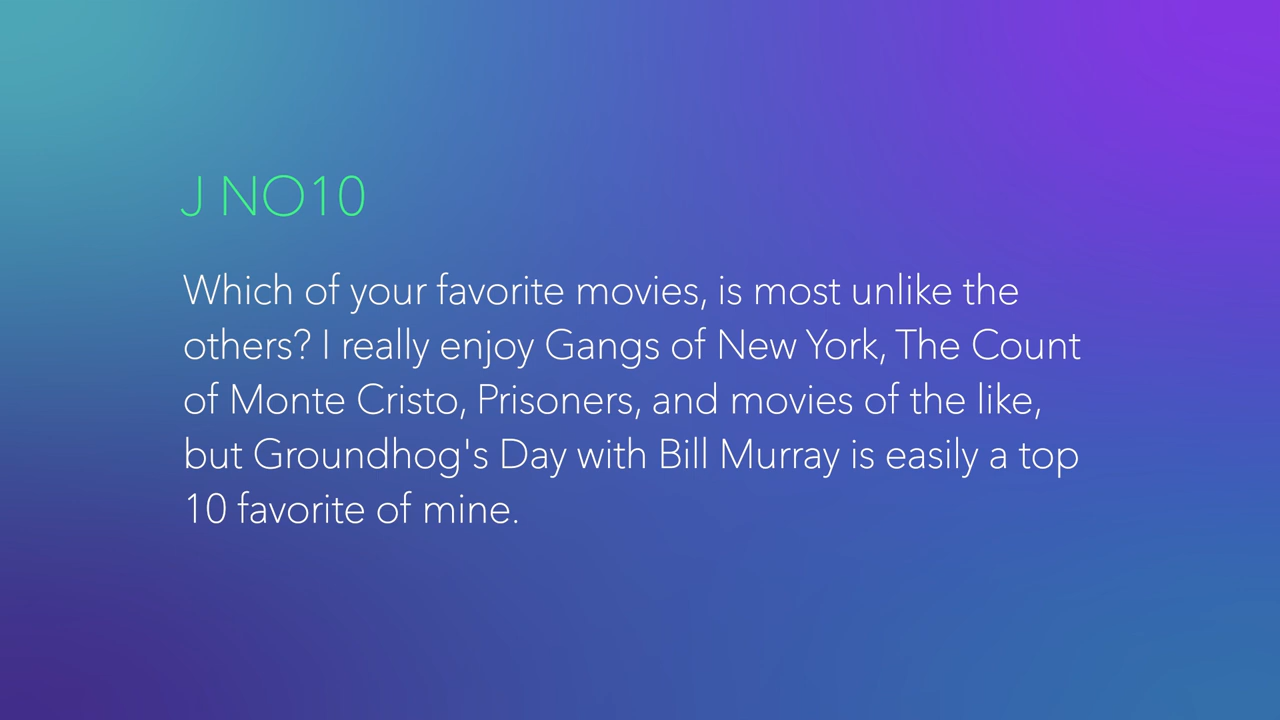 J NO10
Which of your favorite movies, is most unlike the
others? I really enjoy Gangs of New York, The Count
of Monte Cristo, Prisoners, and movies of the like,
but Groundhog's Day with Bill Murray is easily a top
10 favorite of mine.